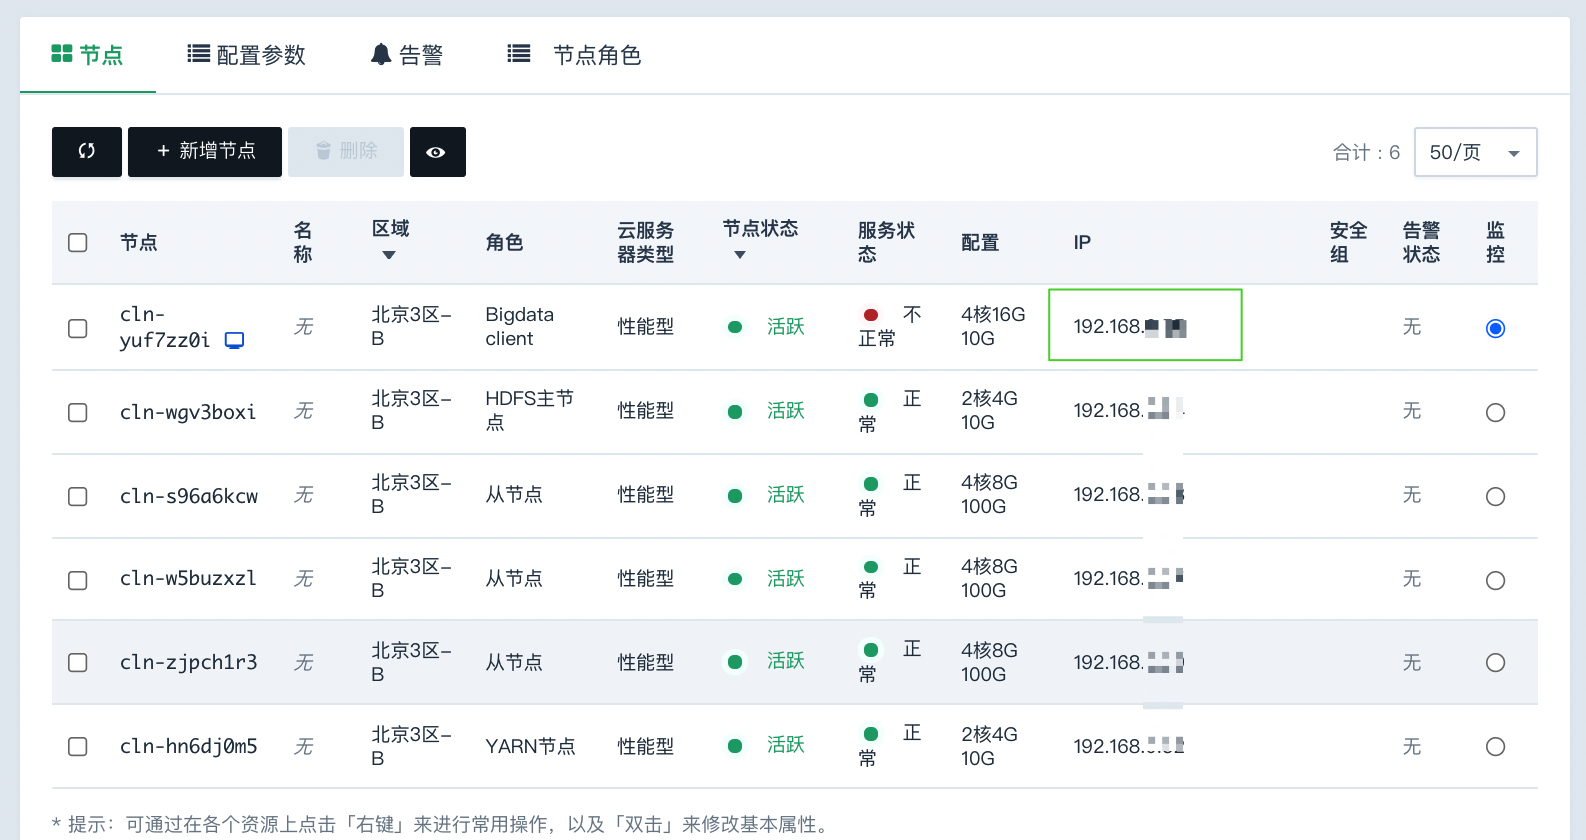 节点 配置参数 告警 节点角色
+ 新增节点 删除 合计：6 50/页
节点 名称 区域 角色 云服务器类型 节点状态 服务状态 配置 IP 安全组 告警状态 监控
cln-yuf7zz0i 无 北京3区-B Bigdata client 性能型 活跃 不正常 4核16G 10G 192.168. 无
cln-wgv3boxi 无 北京3区-B HDFS主节点 性能型 活跃 正常 2核4G 10G 192.168. 无
cln-s96a6kcw 无 北京3区-B 从节点 性能型 活跃 正常 4核8G 100G 192.168. 无
cln-w5buzxzl 无 北京3区-B 从节点 性能型 活跃 正常 4核8G 100G 192.168. 无
cln-zjpch1r3 无 北京3区-B 从节点 性能型 活跃 正常 4核8G 100G 192.168. 无
cln-hn6dj0m5 无 北京3区-B YARN节点 性能型 活跃 正常 2核4G 10G 192.168. 无
* 提示：可通过在各个资源上点击「右键」来进行常用操作，以及「双击」来修改基本属性。